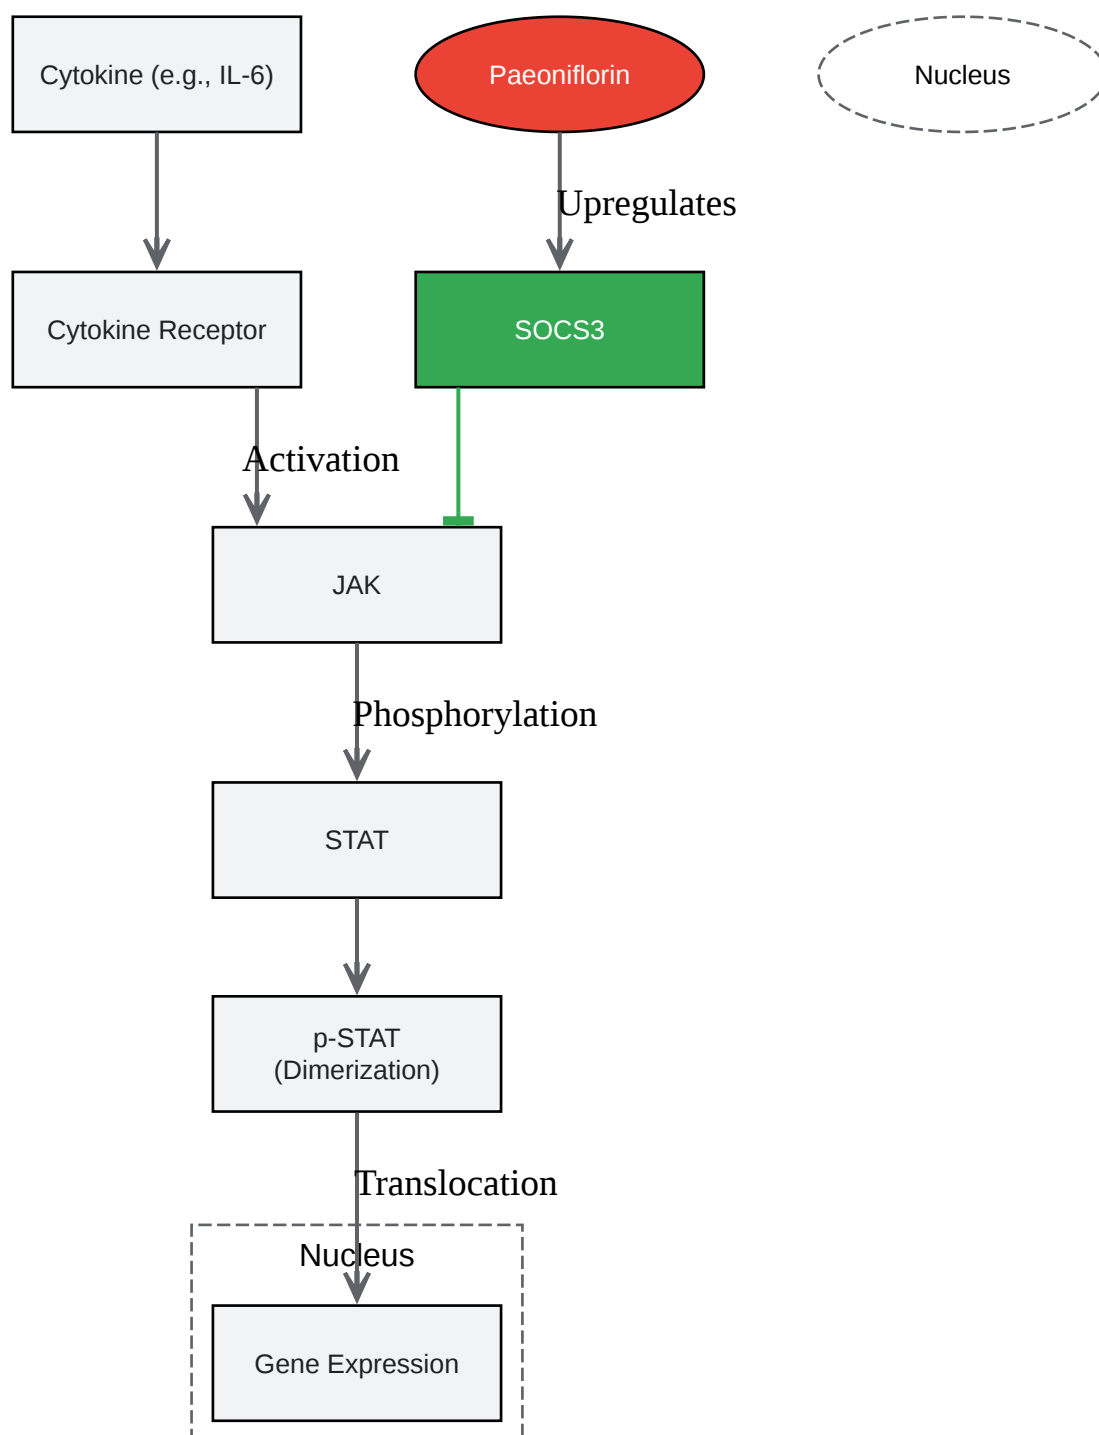 Cytokine (e.g., IL-6)
Paeoniflorin
Nucleus
Upregulates
Cytokine Receptor
SOCS3
Activation
JAK
Phosphorylation
STAT
p-STAT
(Dimerization)
Translocation
Nucleus
Gene Expression